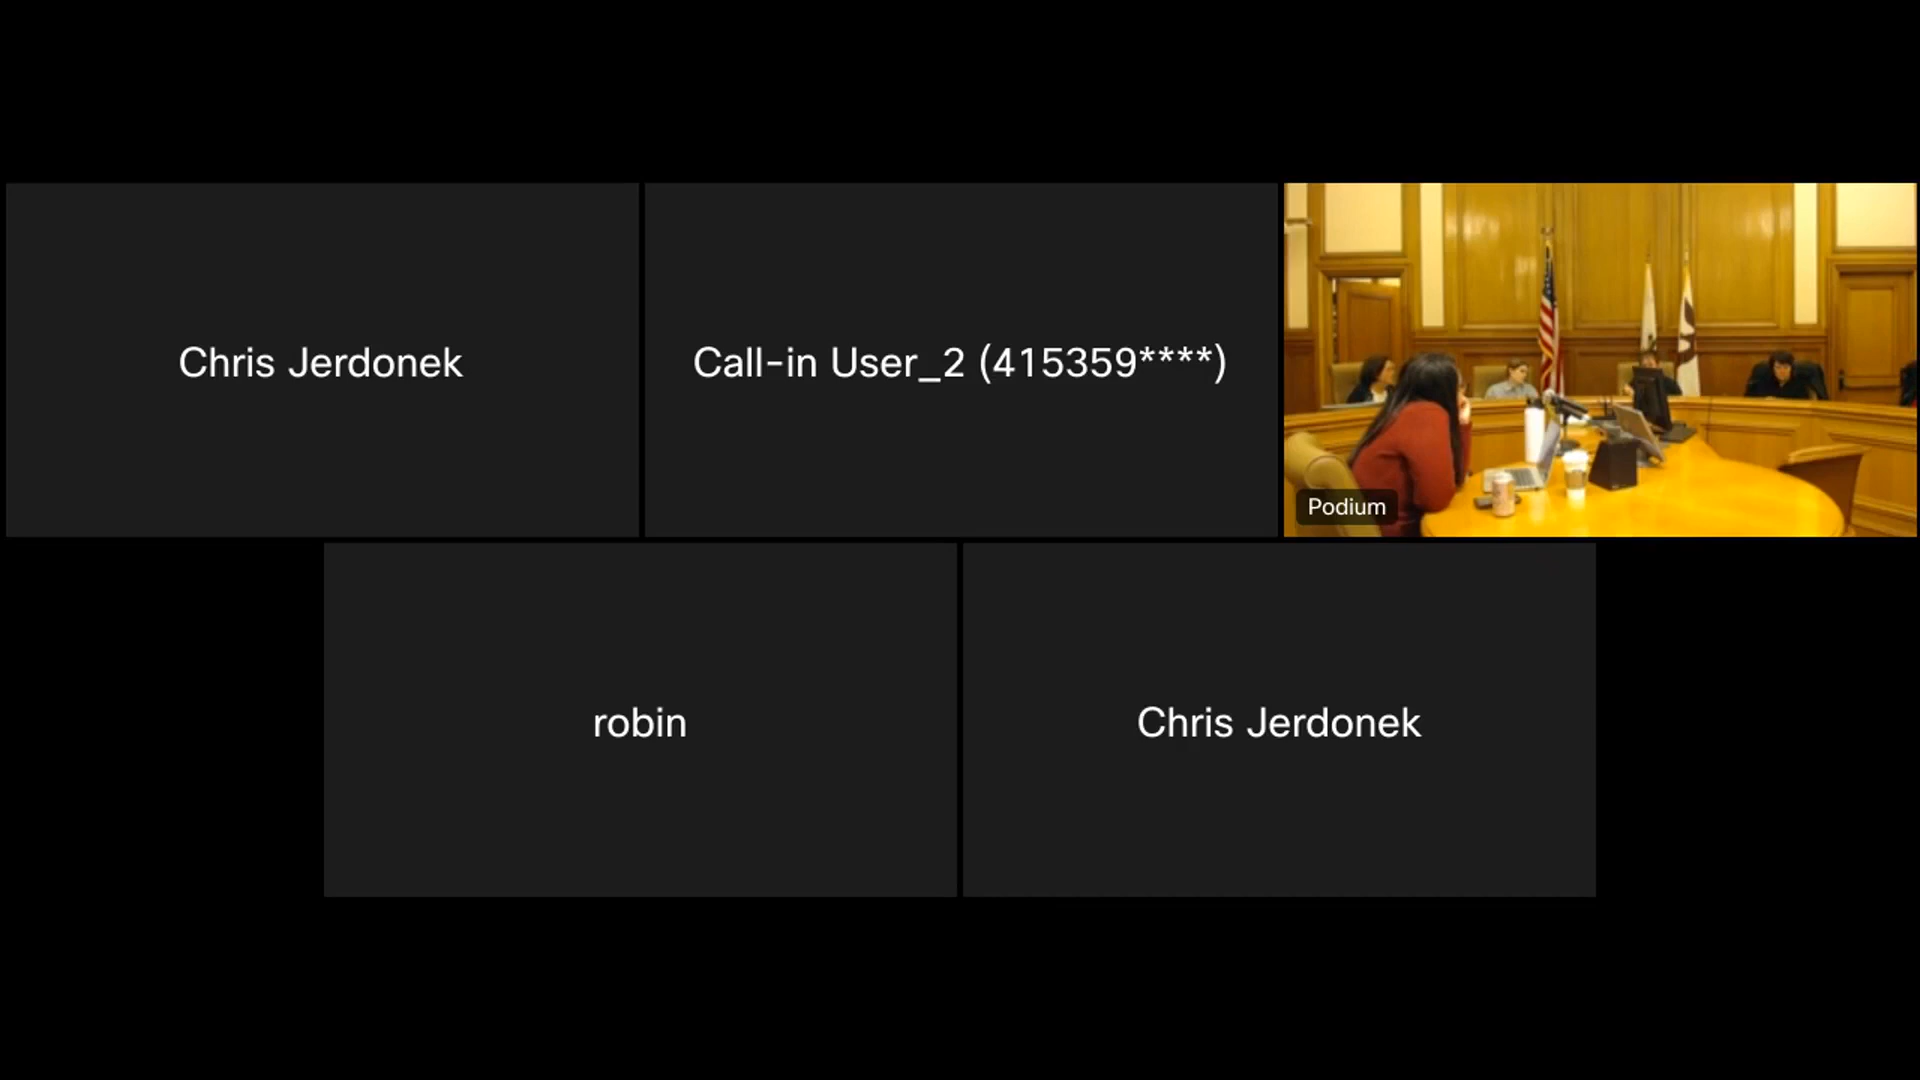 Chris Jerdonek
Call-in User_2 (415359****)
Podium
robin
Chris Jerdonek